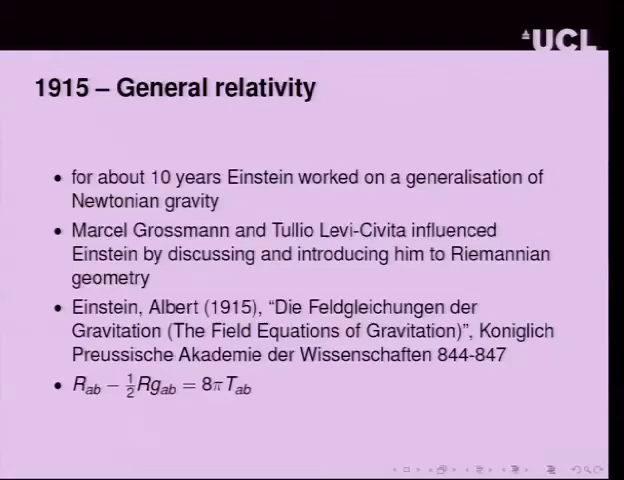 UCL
1915 – General relativity
• for about 10 years Einstein worked on a generalisation of
Newtonian gravity
• Marcel Grossmann and Tullio Levi-Civita influenced
Einstein by discussing and introducing him to Riemannian
geometry
• Einstein, Albert (1915), “Die Feldgleichungen der
Gravitation (The Field Equations of Gravitation)”, Koniglich
Preussische Akademie der Wissenschaften 844-847
• R_ab − ½Rg_ab = 8πT_ab